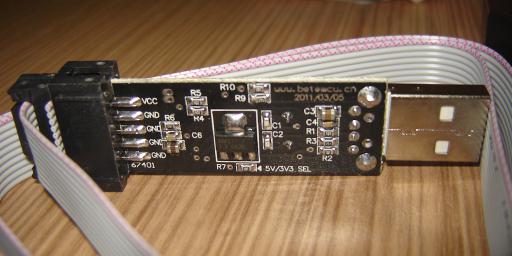 R10
www.betemcu.cn
R9
2011/03/05
R5
R4
VCC
GND
GND
GND
GND
R6
C6
C1
C2
C3
C4
R1
R3
R2
R7
5V/3V3 SEL
67401